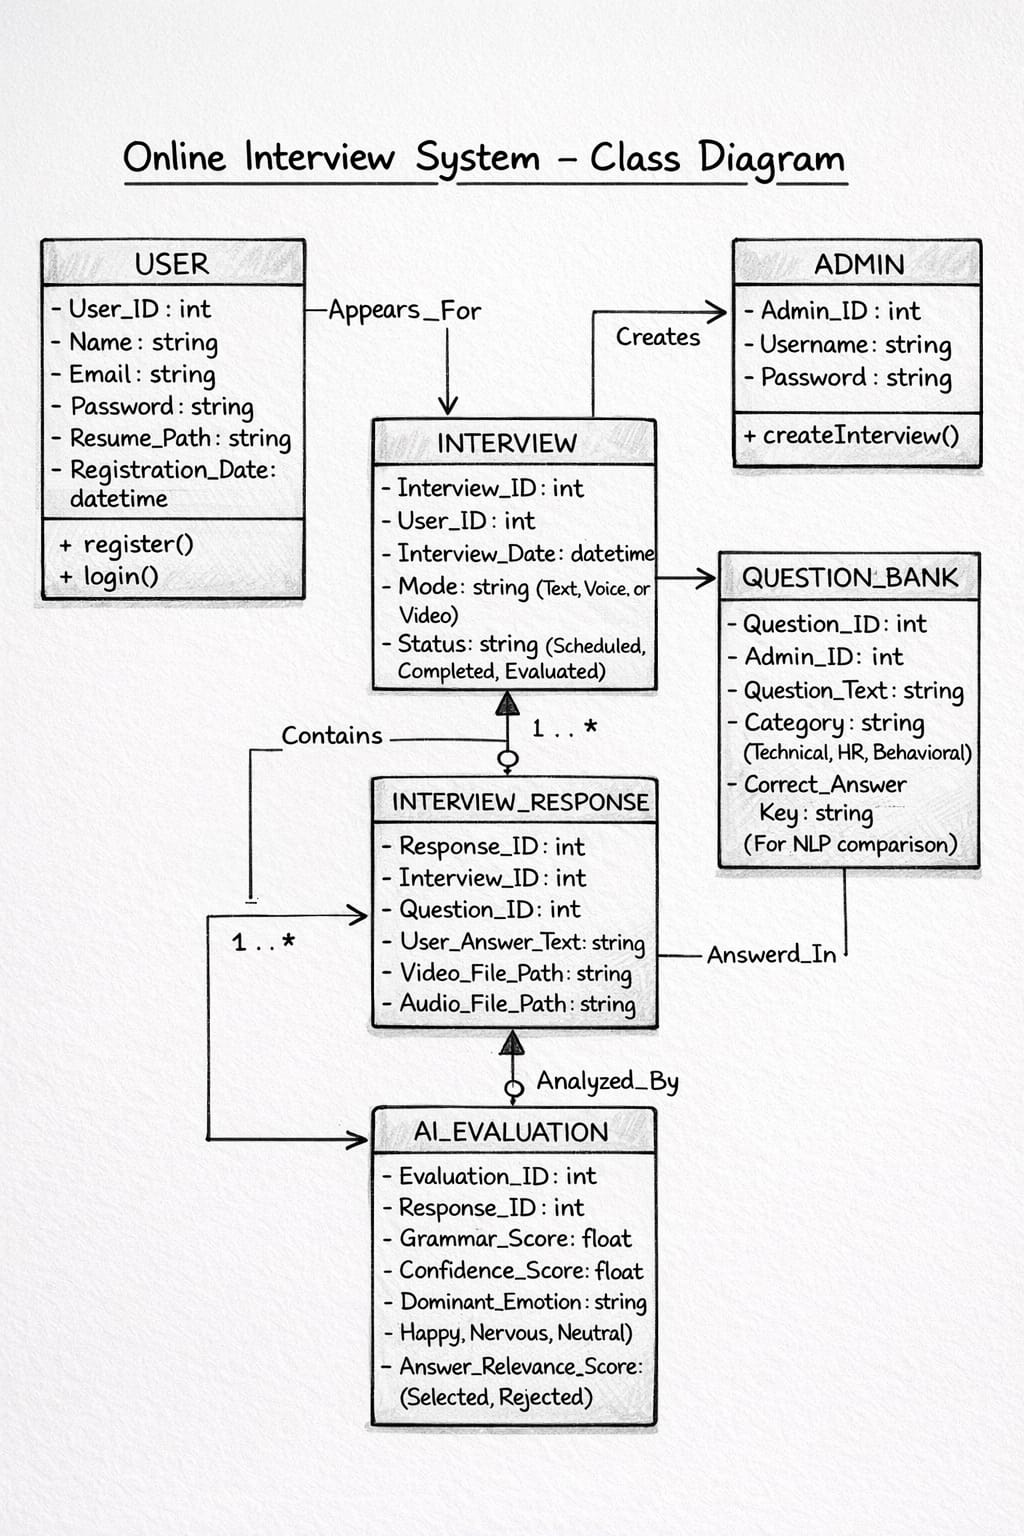 Online Interview System – Class Diagram
USER
- User_ID : int
- Name : string
- Email : string
- Password : string
- Resume_Path : string
- Registration_Date:
datetime
+ register()
+ login()
Appears_For
Creates
ADMIN
- Admin_ID : int
- Username : string
- Password : string
+ createInterview()
INTERVIEW
- Interview_ID : int
- User_ID : int
- Interview_Date: datetime
- Mode: string (Text, Voice, or
Video)
- Status: string (Scheduled,
Completed, Evaluated)
QUESTION_BANK
- Question_ID: int
- Admin_ID: int
- Question_Text : string
- Category : string
(Technical, HR, Behavioral)
- Correct_Answer
Key : string
(For NLP comparison)
Contains
1 . . *
INTERVIEW_RESPONSE
- Response_ID : int
- Interview_ID : int
- Question_ID : int
- User_Answer_Text: string
- Video_File_Path : string
- Audio_File_Path : string
1 . . *
Answerd_In
Analyzed_By
AI_EVALUATION
- Evaluation_ID : int
- Response_ID : int
- Grammar_Score: float
- Confidence_Score: float
- Dominant_Emotion : string
- Happy, Nervous, Neutral)
- Answer_Relevance_Score:
(Selected, Rejected)